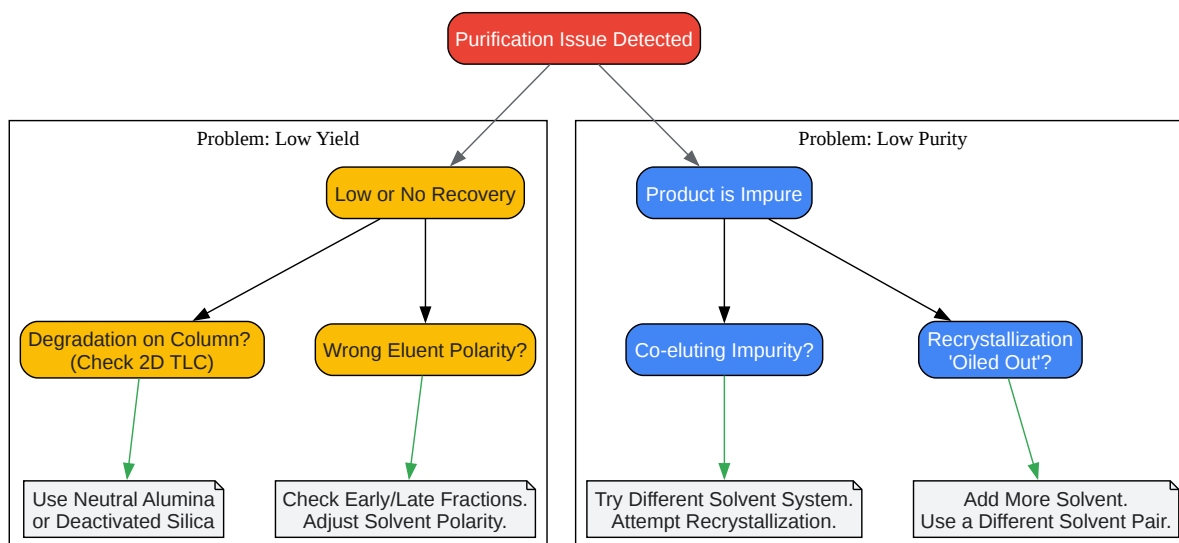 Purification Issue Detected
Problem: Low Yield
Problem: Low Purity
Low or No Recovery
Product is Impure
Degradation on Column?
(Check 2D TLC)
Wrong Eluent Polarity?
Co-eluting Impurity?
Recrystallization
'Oiled Out'?
Use Neutral Alumina
or Deactivated Silica
Check Early/Late Fractions.
Adjust Solvent Polarity.
Try Different Solvent System.
Attempt Recrystallization.
Add More Solvent.
Use a Different Solvent Pair.